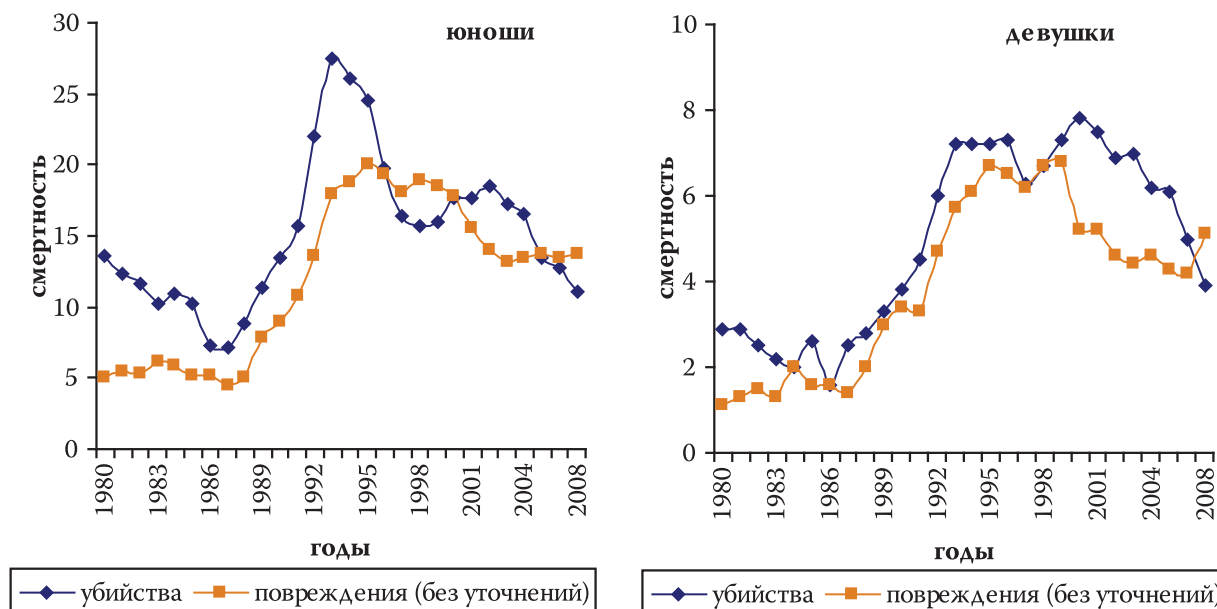 юноши
смертность
30
25
20
15
10
5
0
1980 1983 1986 1989 1992 1995 1998 2001 2004 2008
годы
убийства повреждения (без уточнений)
девушки
смертность
10
8
6
4
2
0
1980 1983 1986 1989 1992 1995 1998 2001 2004 2008
годы
убийства повреждения (без уточнений)